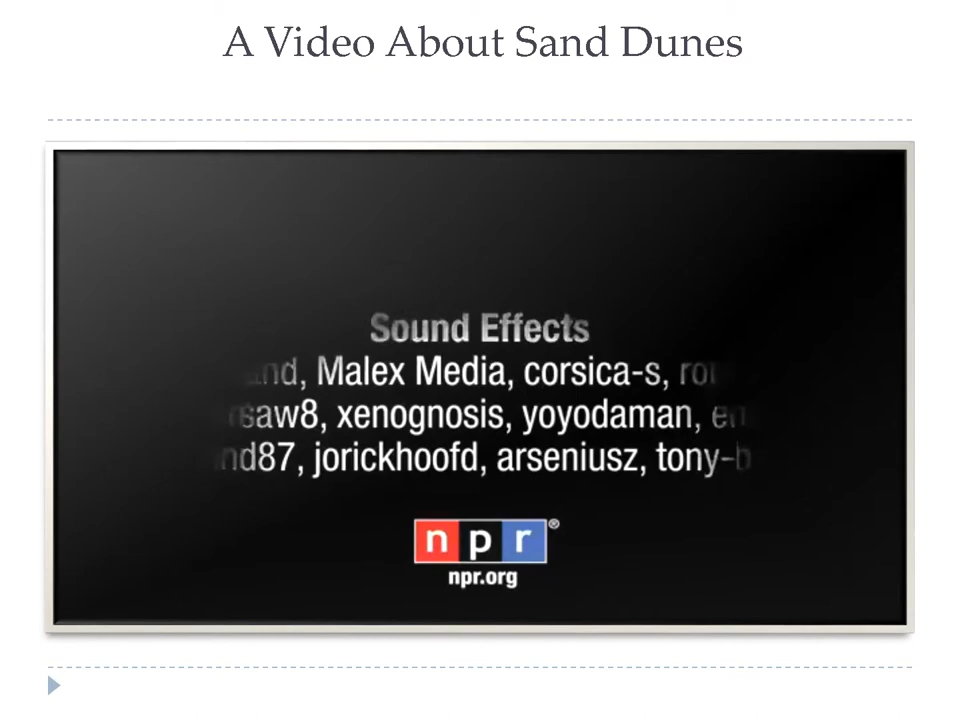 A Video About Sand Dunes
Sound Effects
Malex Media, corsica-s,
xenognosis, yoyodaman,
jorickhoofd, arseniusz,
npr®
npr.org